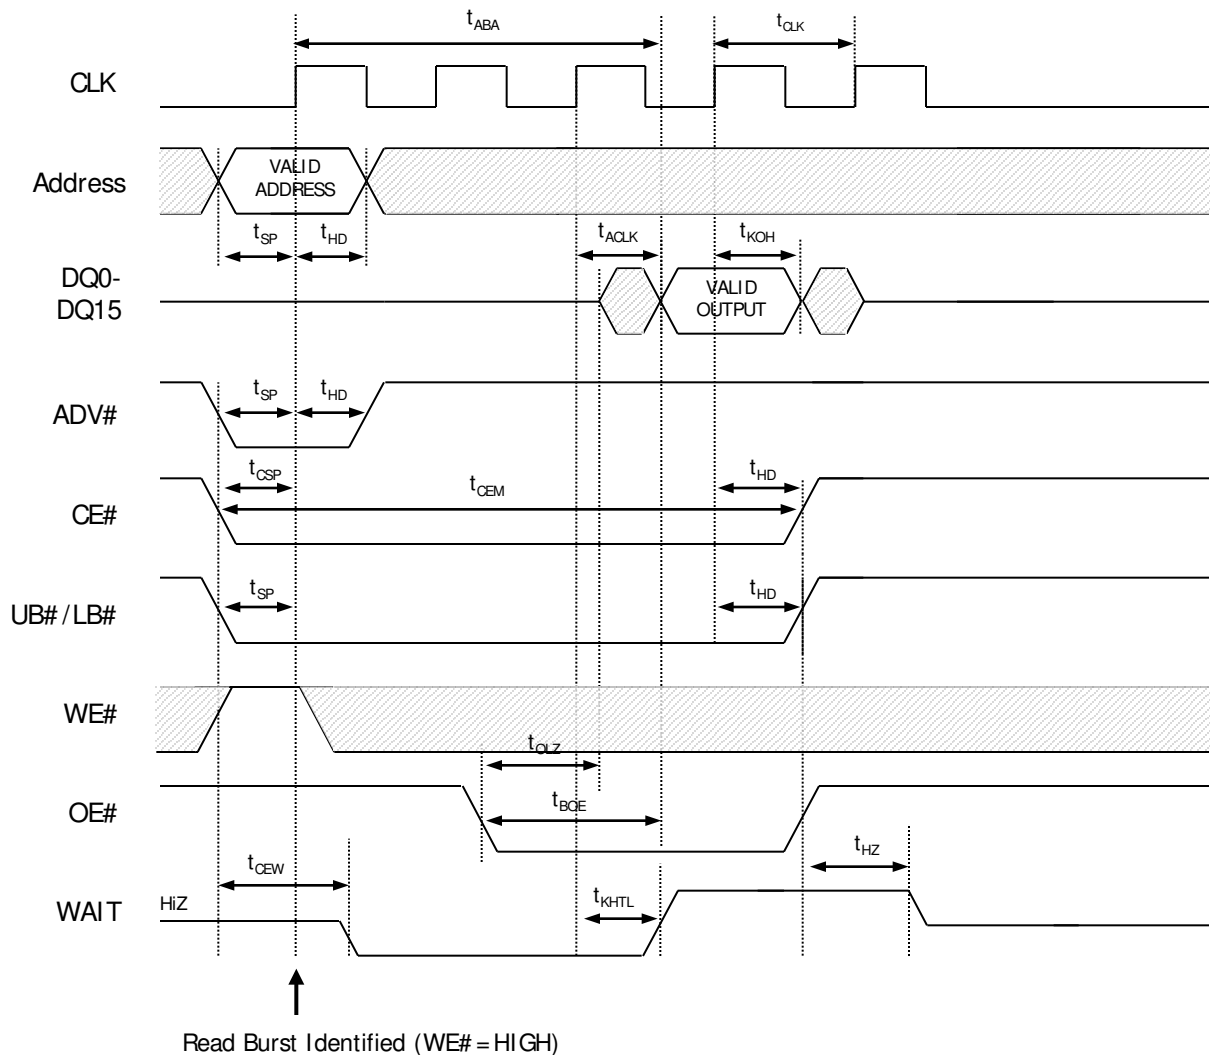 tABA
tCLK
CLK
Address
VALID
ADDRESS
tSP
tHD
tACLK
tKOH
DQ0-
DQ15
VALID
OUTPUT
ADV#
tSP
tHD
tCSP
tCEM
tHD
CE#
tSP
tHD
UB# / LB#
WE#
tOLZ
OE#
tBOE
tHZ
tCEW
WAIT
HiZ
tKHTL
Read Burst Identified (WE# = HIGH)